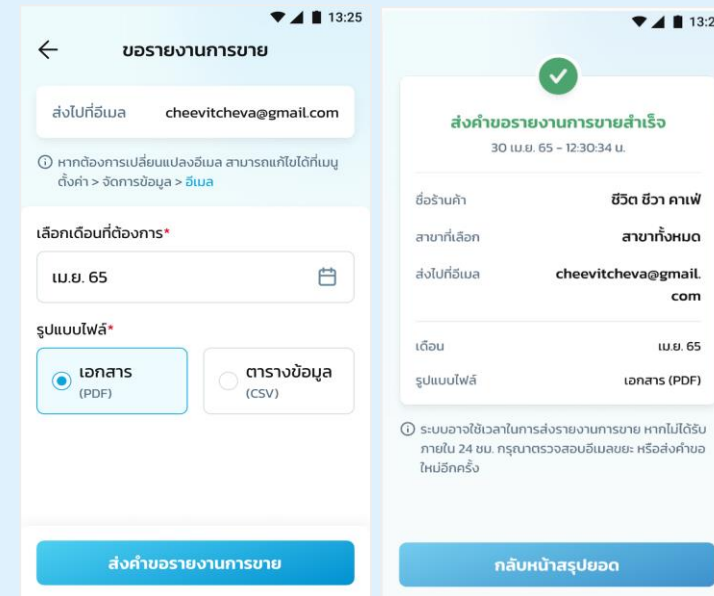 13:25
ขอรายงานการขาย
ส่งไปที่อีเมล cheevitcheva@gmail.com
หากต้องการเปลี่ยนแปลงอีเมล สามารถแก้ไขได้ที่เมนู
ตั้งค่า > จัดการข้อมูล > อีเมล
เลือกเดือนที่ต้องการ*
เม.ย. 65
รูปแบบไฟล์*
เอกสาร
(PDF)
ตารางข้อมูล
(CSV)
ส่งคำขอรายงานการขาย
13:2
ส่งคำขอรายงานการขายสำเร็จ
30 เม.ย. 65 - 12:30:34 น.
ชื่อร้านค้า ชีวิต ชีวา คาเฟ่
สาขาที่เลือก สาขาทั้งหมด
ส่งไปที่อีเมล cheevitcheva@gmail.
com
เดือน เม.ย. 65
รูปแบบไฟล์ เอกสาร (PDF)
ระบบอาจใช้เวลาในการส่งรายงานการขาย หากไม่ได้รับ
ภายใน 24 ชม. กรุณาตรวจสอบอีเมลขยะ หรือส่งคำขอ
ใหม่อีกครั้ง
กลับหน้าสรุปยอด